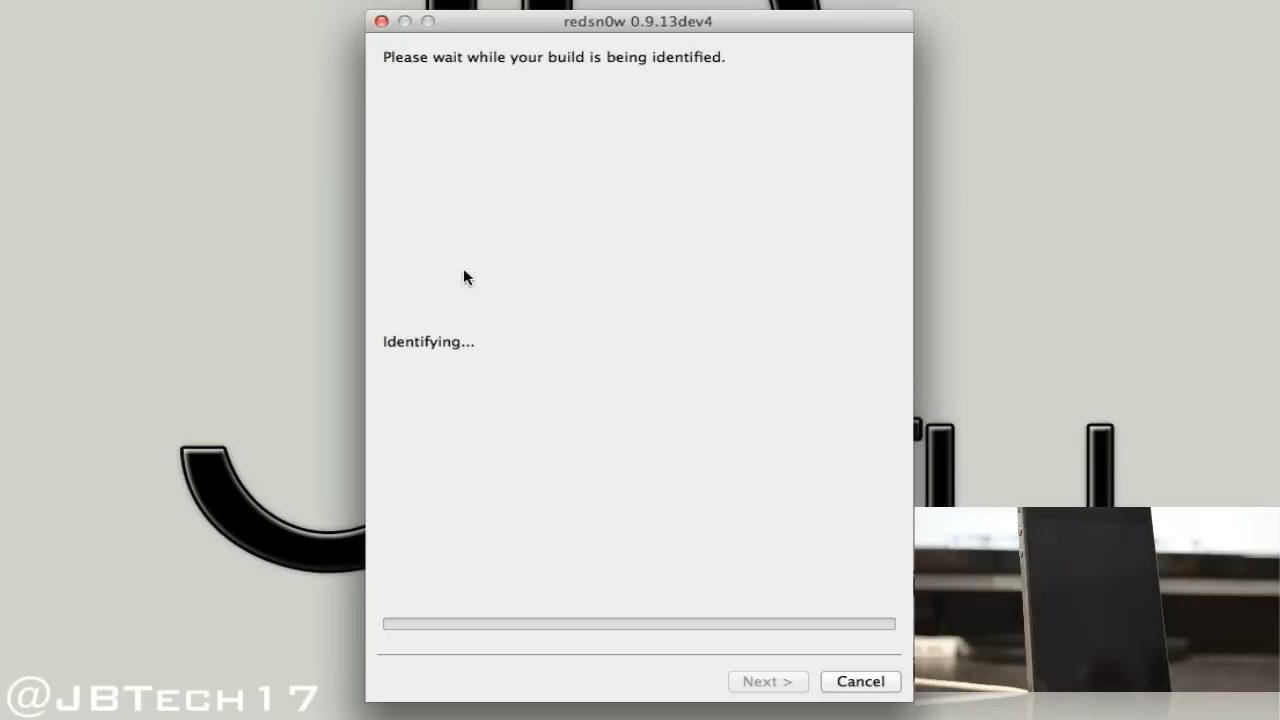 redsn0w 0.9.13dev4
Please wait while your build is being identified.
Identifying...
Next >
Cancel
@JBTech17